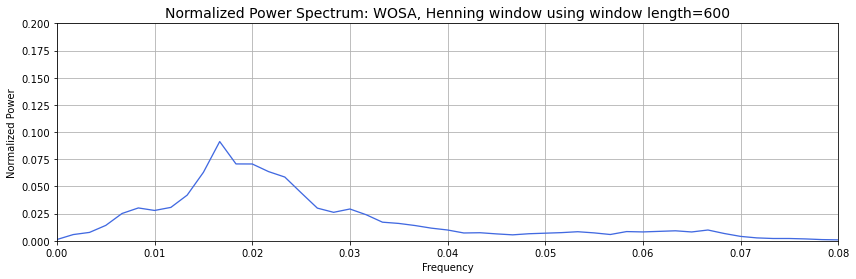 Normalized Power Spectrum: WOSA, Henning window using window length=600
0.200
0.175
0.150
0.125
0.100
0.075
0.050
0.025
0.000
Normalized Power
0.00 0.01 0.02 0.03 0.04 0.05 0.06 0.07 0.08
Frequency